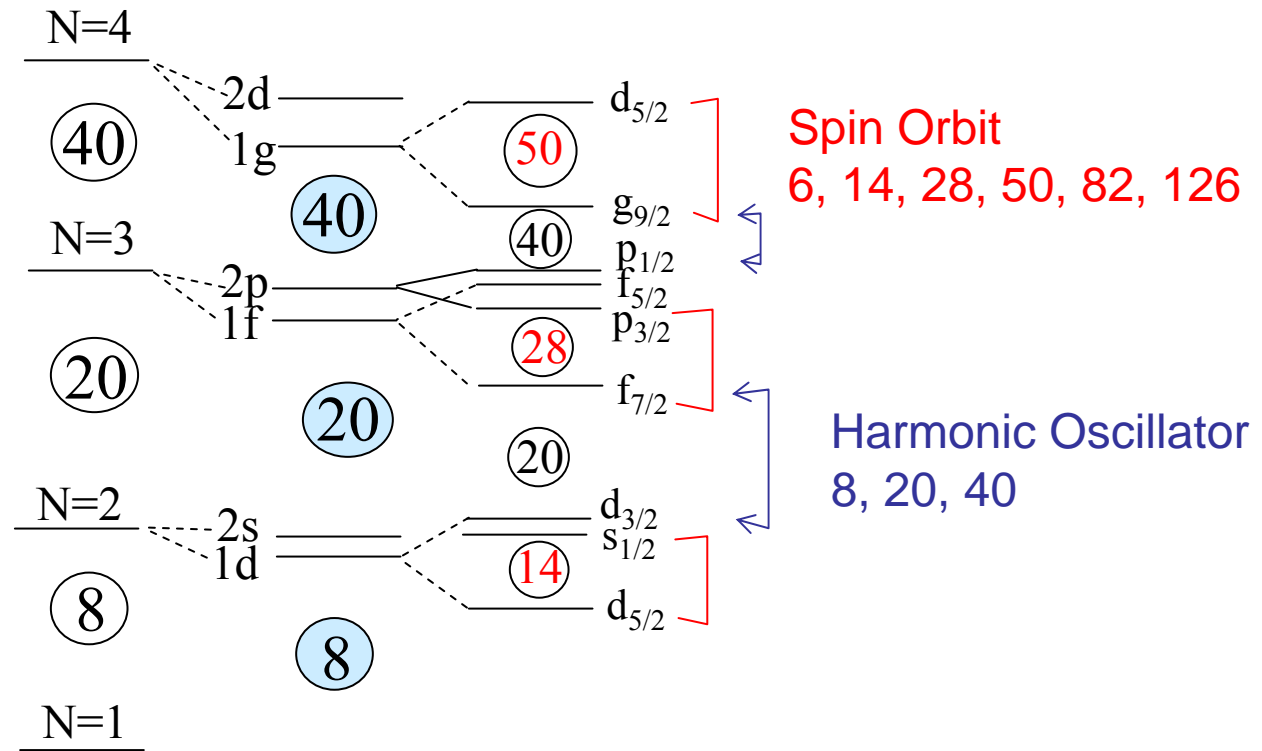 N=4
40
N=3
20
N=2
8
N=1
2d
1g
40
2p
1f
20
2s
1d
8
d5/2
50
g9/2
40
p1/2
f5/2
p3/2
28
f7/2
20
d3/2
s1/2
14
d5/2
Spin Orbit
6, 14, 28, 50, 82, 126
Harmonic Oscillator
8, 20, 40